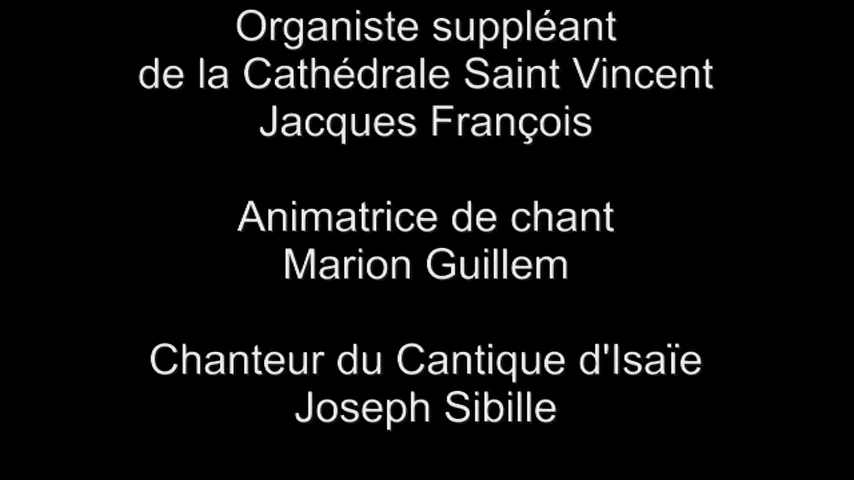 Organiste suppléant
de la Cathédrale Saint Vincent
Jacques François
Animatrice de chant
Marion Guillem
Chanteur du Cantique d'Isaïe
Joseph Sibille